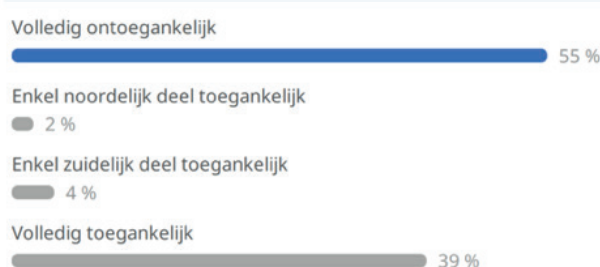 Volledig ontoegankelijk
55 %
Enkel noordelijk deel toegankelijk
2 %
Enkel zuidelijk deel toegankelijk
4 %
Volledig toegankelijk
39 %